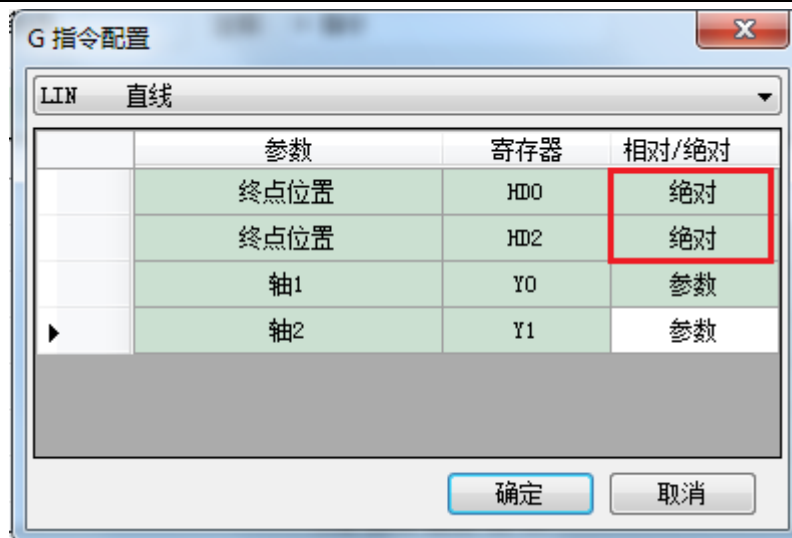 G 指令配置
LIN 直线
参数 寄存器 相对/绝对
终点位置 HD0 绝对
终点位置 HD2 绝对
轴1 Y0 参数
轴2 Y1 参数
确定 取消